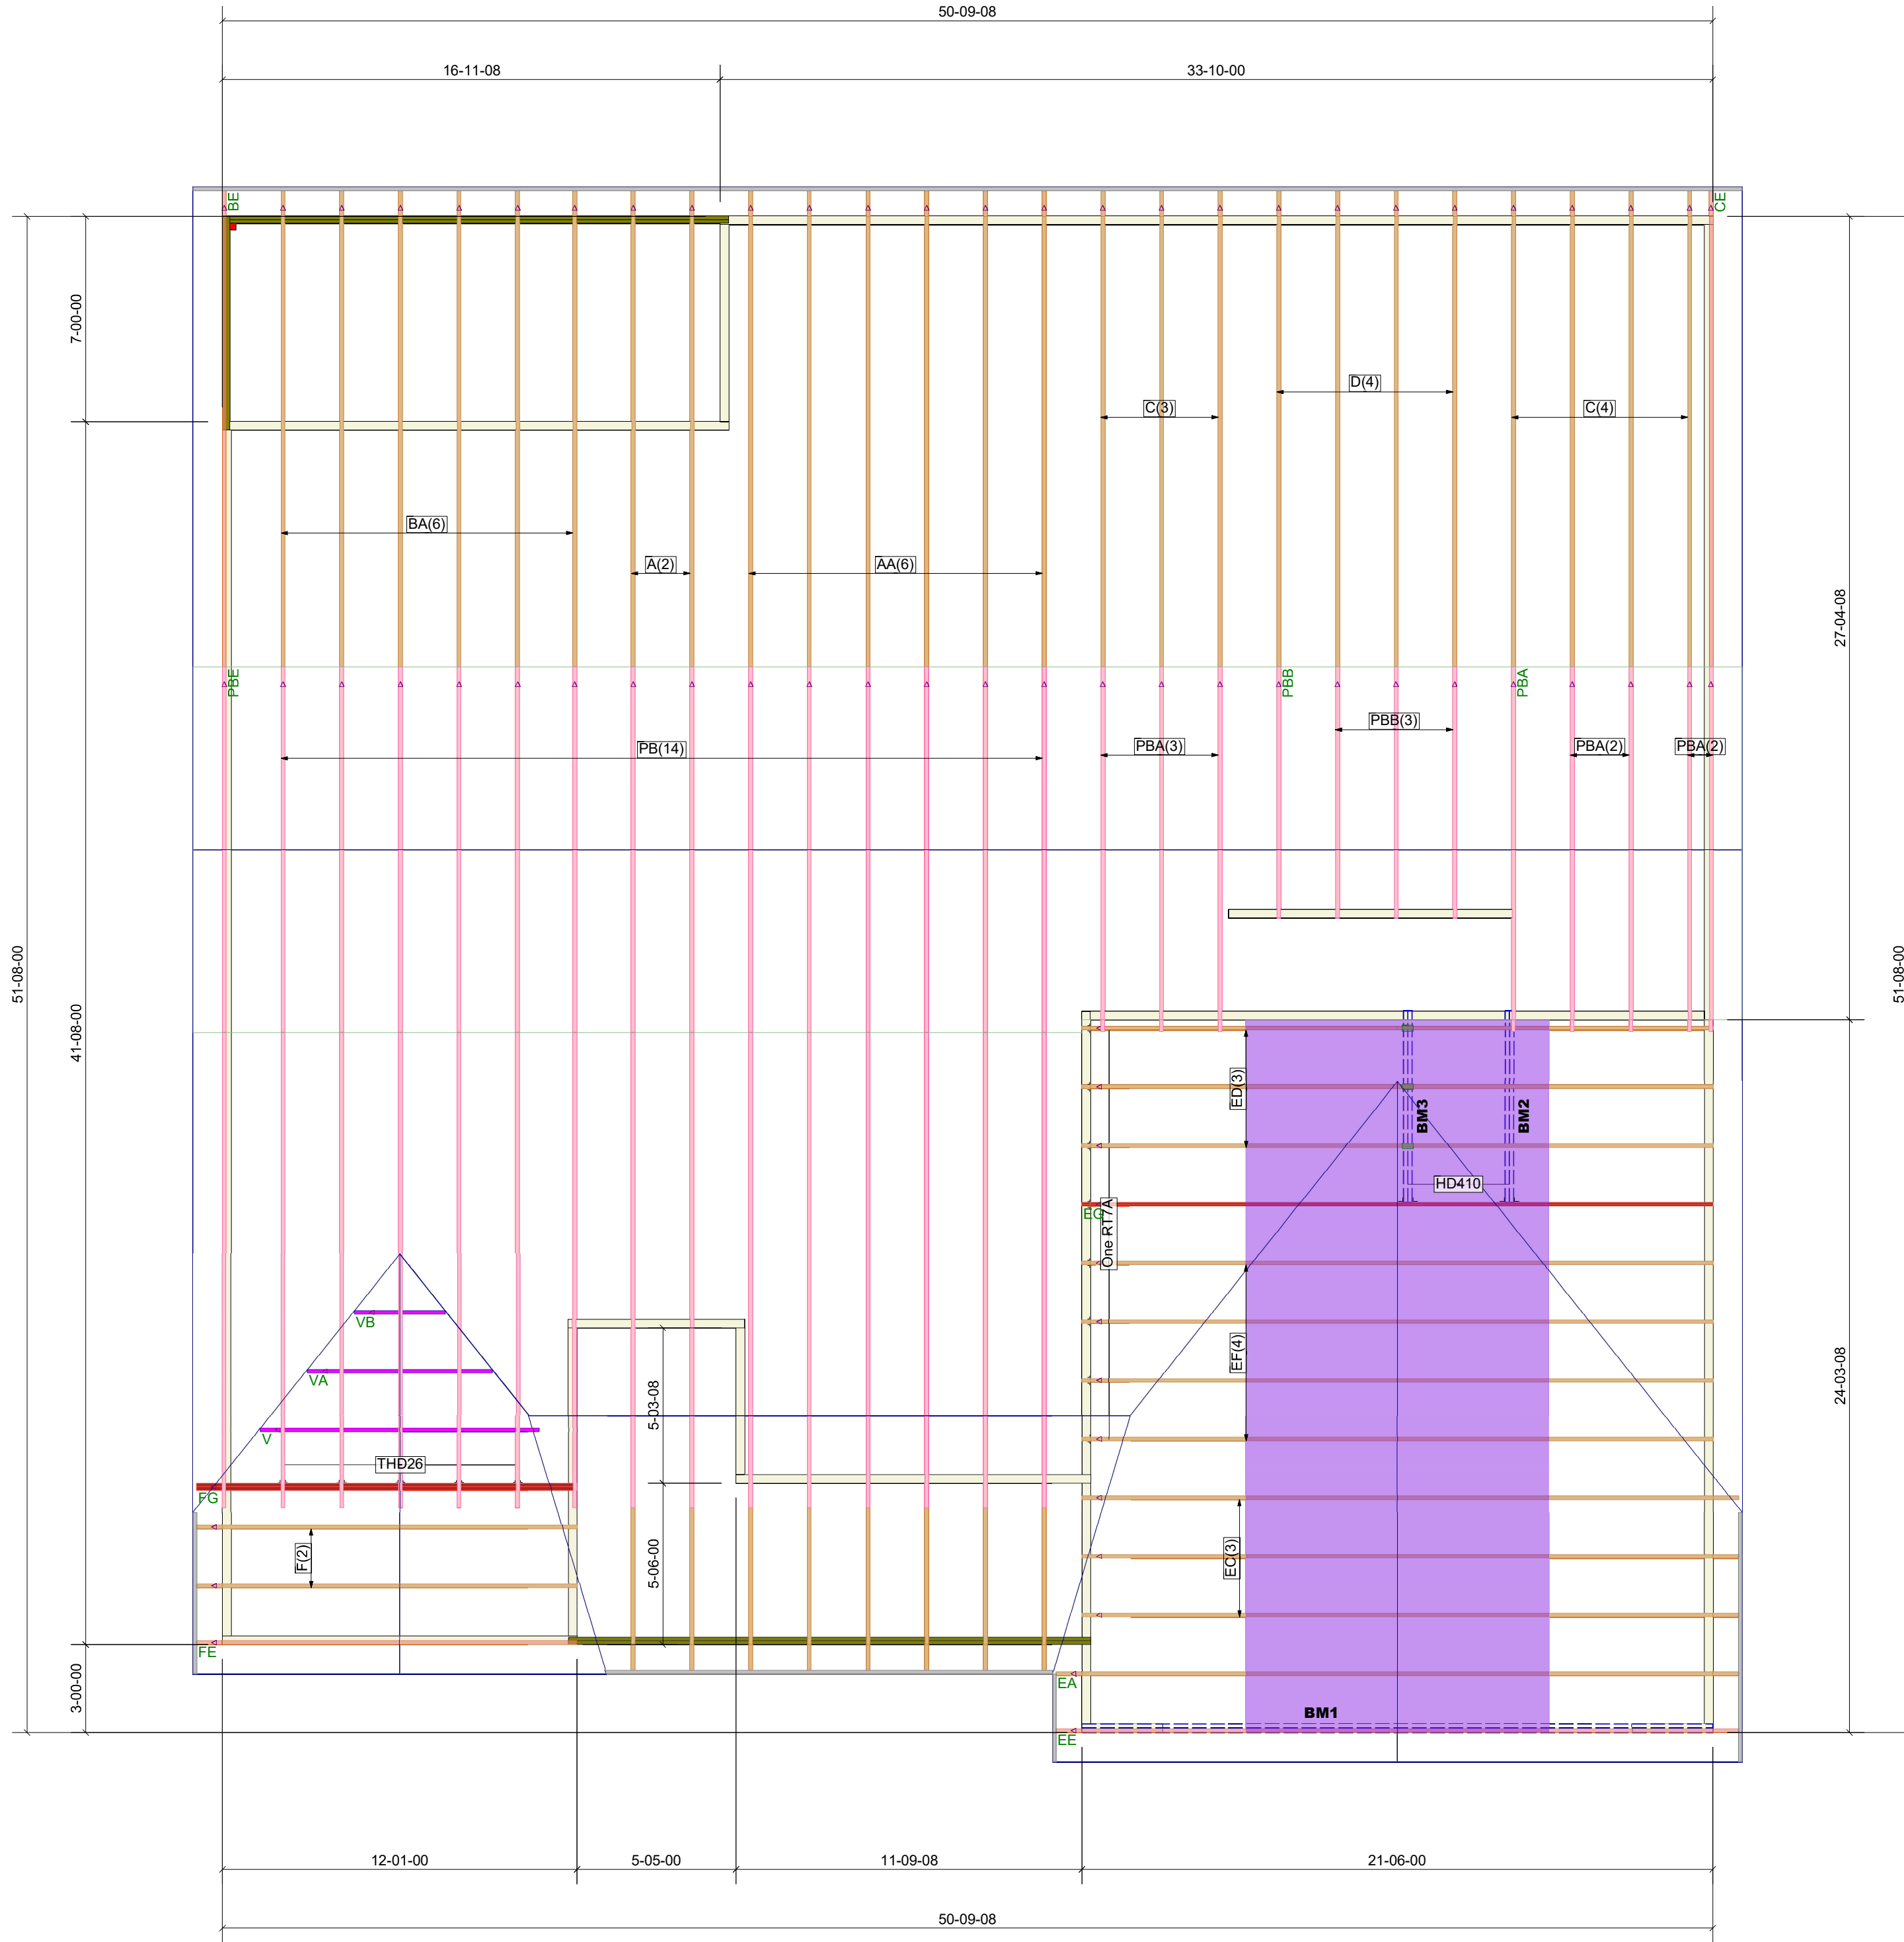 50-09-08
16-11-08
33-10-00
BE
CE
7-00-00
D(4)
C(3)
C(4)
BA(6)
A(2)
AA(6)
27-04-08
PBE
PBB
PBA
PBB(3)
PB(14)
PBA(3)
PBA(2)
PBA(2)
51-08-00
51-08-00
41-08-00
ED(3)
BM3
BM2
HD410
EG
One RT7A
VB
VA
V
EF(4)
5-03-08
24-03-08
THD26
FG
F(2)
5-06-00
EC(3)
FE
3-00-00
EA
BM1
EE
12-01-00
5-05-00
11-09-08
21-06-00
50-09-08